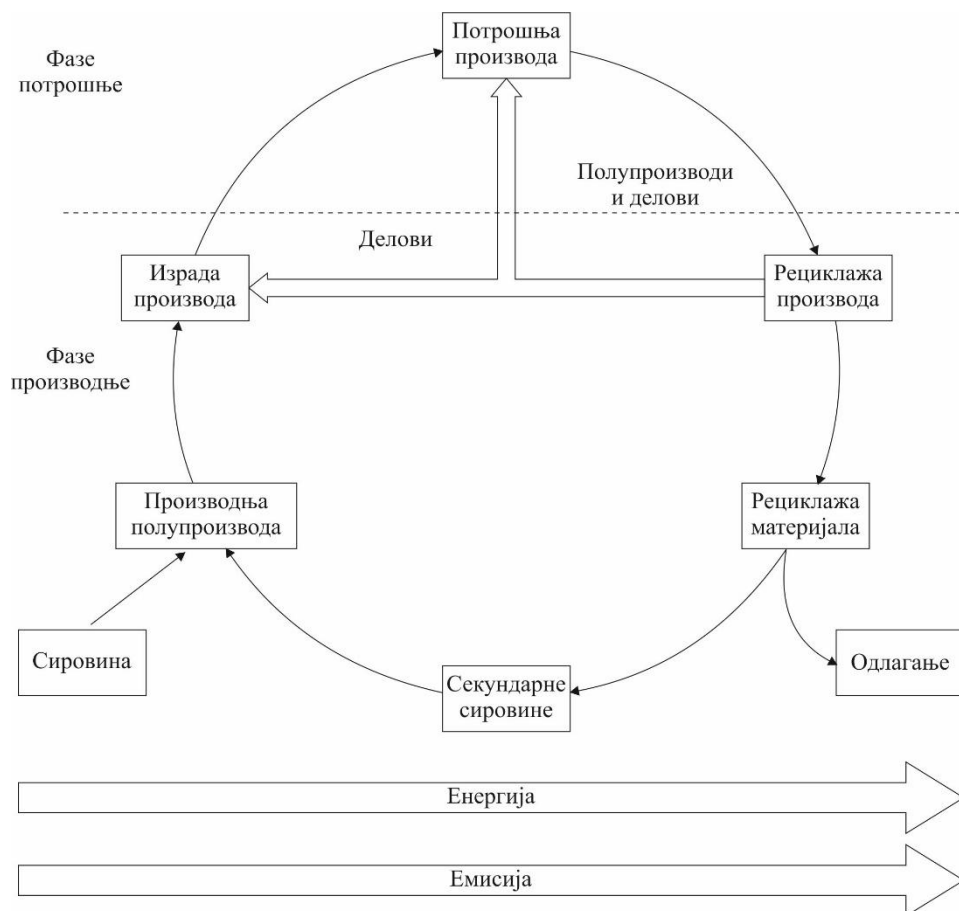 Фазе
потрошње
Потрошња
производа
Полупроизводи
и делови
Делови
Израда
производа
Рециклажа
производа
Фазе
производње
Производња
полупроизвода
Рециклажа
материјала
Сировина
Секундарне
сировине
Одлагање
Енергија
Емисија